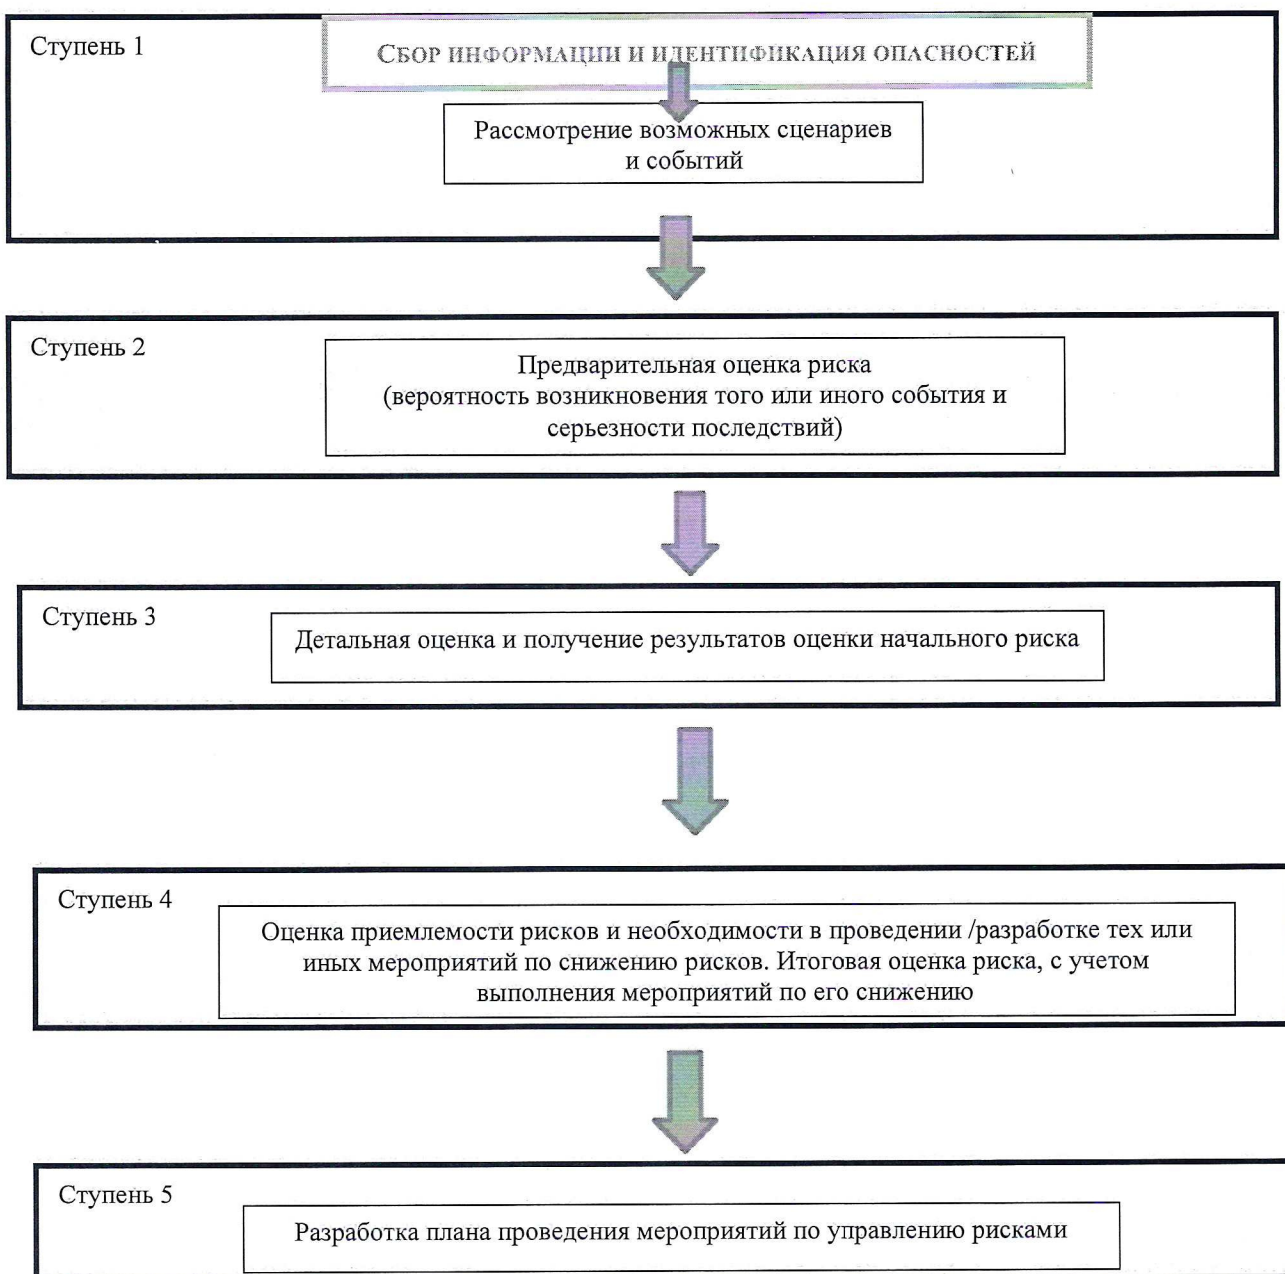 Ступень 1
СБОР ИНФОРМАЦИИ И ИДЕНТИФИКАЦИЯ ОПАСНОСТЕЙ
Рассмотрение возможных сценариев
и событий
Ступень 2
Предварительная оценка риска
(вероятность возникновения того или иного события и
серьезности последствий)
Ступень 3
Детальная оценка и получение результатов оценки начального риска
Ступень 4
Оценка приемлемости рисков и необходимости в проведении /разработке тех или
иных мероприятий по снижению рисков. Итоговая оценка риска, с учетом
выполнения мероприятий по его снижению
Ступень 5
Разработка плана проведения мероприятий по управлению рисками